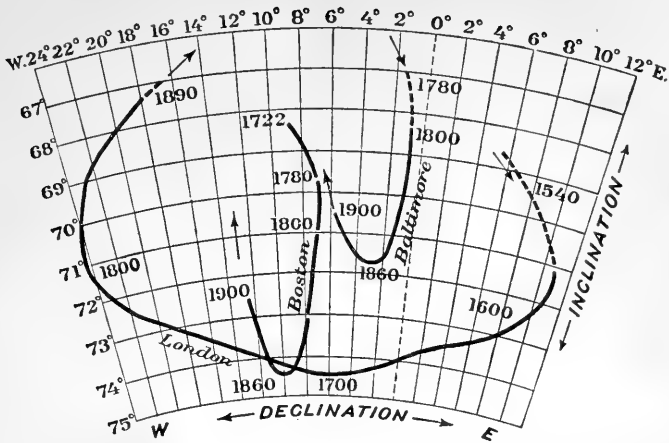 W. 24° 22° 20° 18° 16° 14° 12° 10° 8° 6° 4° 2° 0° 2° 4° 6° 8° 10° 12° E.
67°
68°
69°
70°
71°
72°
73°
74°
75°
1890
1722
1780
1780
1800
1540
1900
1800
Baltimore
1860
Boston
1800
1900
1600
London
1860
1700
INCLINATION
W
DECLINATION
E